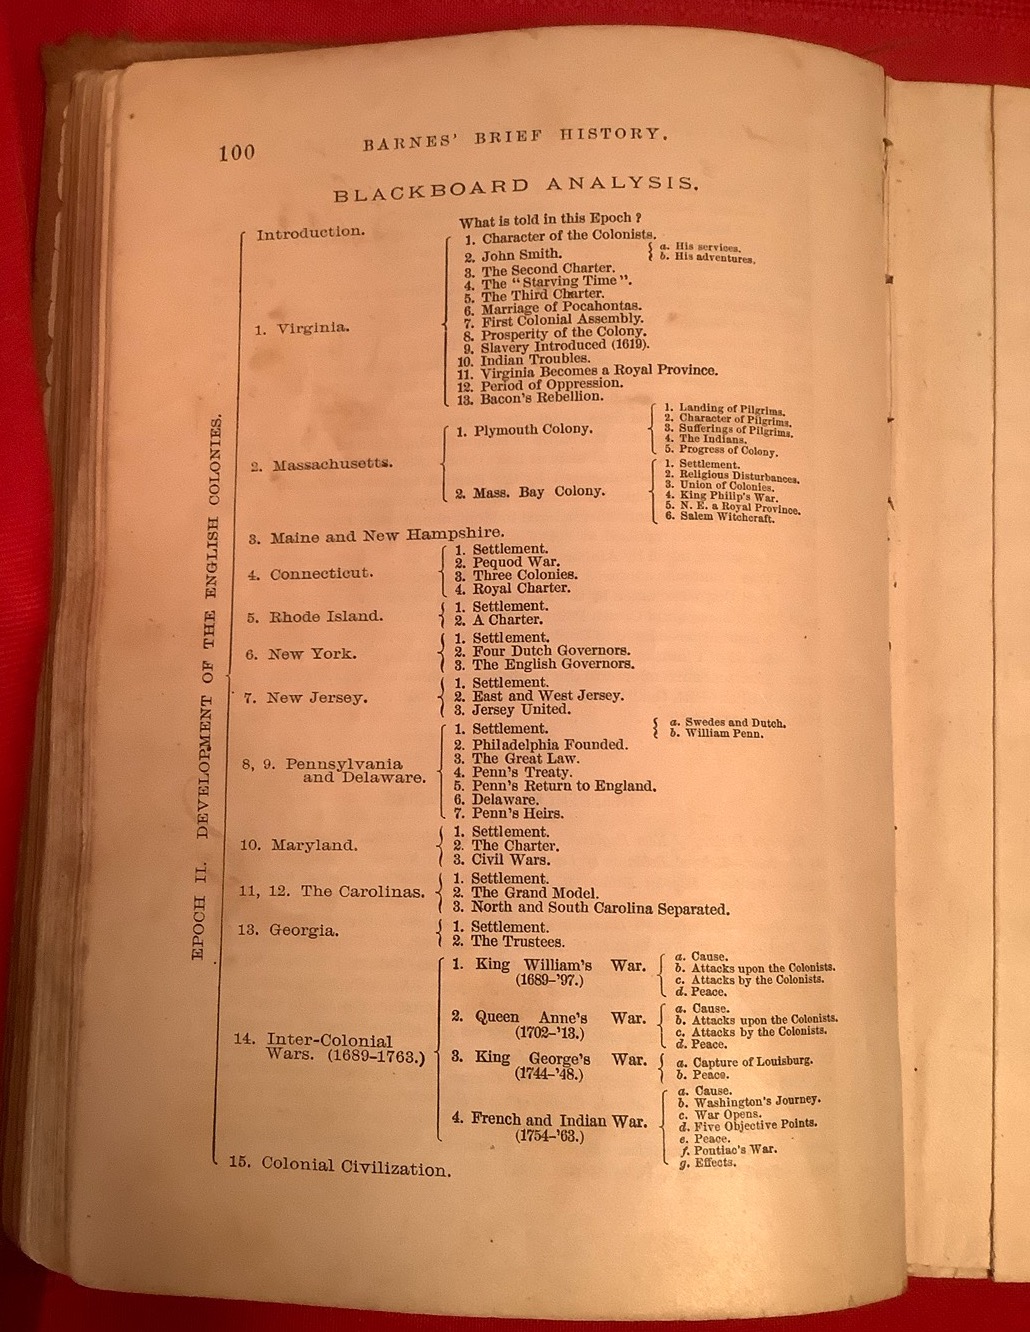 100
BARNES' BRIEF HISTORY.
BLACKBOARD ANALYSIS.
EPOCH II. DEVELOPMENT OF THE ENGLISH COLONIES.
Introduction.
What is told in this Epoch?
1. Virginia.
1. Character of the Colonists.
2. John Smith.
a. His services.
b. His adventures.
3. The Second Charter.
4. The "Starving Time".
5. The Third Charter.
6. Marriage of Pocahontas.
7. First Colonial Assembly.
8. Prosperity of the Colony.
9. Slavery Introduced (1619).
10. Indian Troubles.
11. Virginia Becomes a Royal Province.
12. Period of Oppression.
13. Bacon's Rebellion.
2. Massachusetts.
1. Plymouth Colony.
1. Landing of Pilgrims.
2. Character of Pilgrims.
3. Sufferings of Pilgrims.
4. The Indians.
5. Progress of Colony.
2. Mass. Bay Colony.
1. Settlement.
2. Religious Disturbances.
3. Union of Colonies.
4. King Philip's War.
5. N. E. a Royal Province.
6. Salem Witchcraft.
3. Maine and New Hampshire.
4. Connecticut.
1. Settlement.
2. Pequod War.
3. Three Colonies.
4. Royal Charter.
5. Rhode Island.
1. Settlement.
2. A Charter.
6. New York.
1. Settlement.
2. Four Dutch Governors.
3. The English Governors.
7. New Jersey.
1. Settlement.
2. East and West Jersey.
3. Jersey United.
8, 9. Pennsylvania
and Delaware.
1. Settlement.
a. Swedes and Dutch.
b. William Penn.
2. Philadelphia Founded.
3. The Great Law.
4. Penn's Treaty.
5. Penn's Return to England.
6. Delaware.
7. Penn's Heirs.
10. Maryland.
1. Settlement.
2. The Charter.
3. Civil Wars.
11, 12. The Carolinas.
1. Settlement.
2. The Grand Model.
3. North and South Carolina Separated.
13. Georgia.
1. Settlement.
2. The Trustees.
14. Inter-Colonial
Wars. (1689-1763.)
1. King William's War.
(1689-'97.)
a. Cause.
b. Attacks upon the Colonists.
c. Attacks by the Colonists.
d. Peace.
2. Queen Anne's War.
(1702-'13.)
a. Cause.
b. Attacks upon the Colonists.
c. Attacks by the Colonists.
d. Peace.
3. King George's War.
(1744-'48.)
a. Capture of Louisburg.
b. Peace.
4. French and Indian War.
(1754-'63.)
a. Cause.
b. Washington's Journey.
c. War Opens.
d. Five Objective Points.
e. Peace.
f. Pontiac's War.
g. Effects.
15. Colonial Civilization.